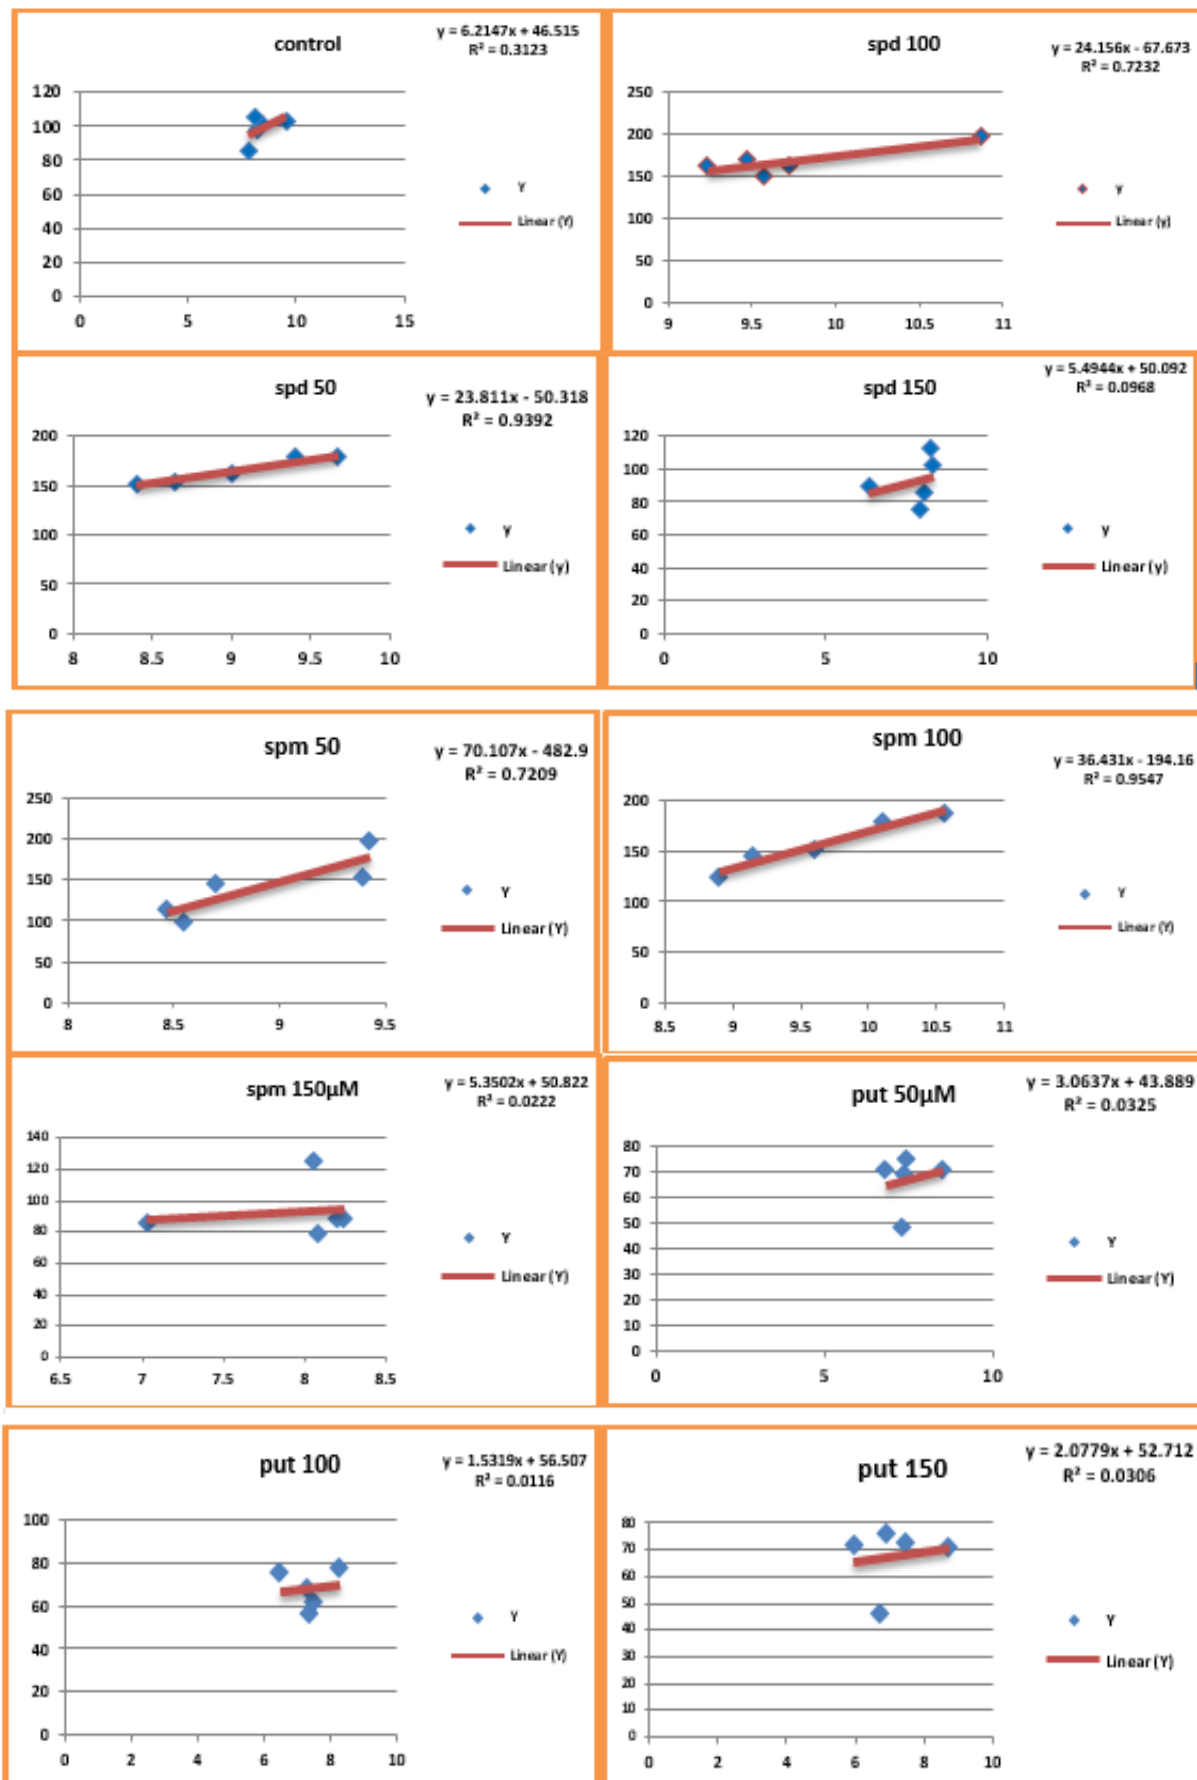 control
y = 6.2147x + 46.515
R² = 0.3123
120
100
80
60
40
20
0
0 5 10 15
Y
Linear (Y)
spd 100
y = 24.156x - 67.673
R² = 0.7232
250
200
150
100
50
0
9 9.5 10 10.5 11
y
Linear (y)
spd 50
y = 23.811x - 50.318
R² = 0.9392
200
150
100
50
0
8 8.5 9 9.5 10
y
Linear (y)
spd 150
y = 5.4944x + 50.092
R² = 0.0968
120
100
80
60
40
20
0
0 5 10
y
Linear (y)
spm 50
y = 70.107x - 482.9
R² = 0.7209
250
200
150
100
50
0
8 8.5 9 9.5
Y
Linear (Y)
spm 100
y = 36.431x - 194.16
R² = 0.9547
200
150
100
50
0
8.5 9 9.5 10 10.5 11
Y
Linear (Y)
spm 150µM
y = 5.3502x + 50.822
R² = 0.0222
140
120
100
80
60
40
20
0
6.5 7 7.5 8 8.5
Y
Linear (Y)
put 50µM
y = 3.0637x + 43.889
R² = 0.0325
80
70
60
50
40
30
20
10
0
0 5 10
Y
Linear (Y)
put 100
y = 1.5319x + 56.507
R² = 0.0116
100
80
60
40
20
0
0 2 4 6 8 10
Y
Linear (Y)
put 150
y = 2.0779x + 52.712
R² = 0.0306
80
70
60
50
40
30
20
10
0
0 2 4 6 8 10
Y
Linear (Y)